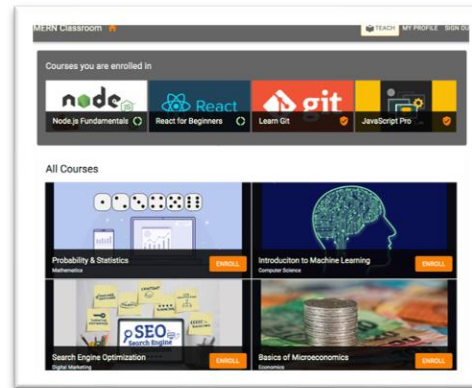 MERN Classroom
TEACH MY PROFILE SIGN OU
Courses you are enrolled in
node
JS
React
git
Node.js Fundamentals
React for Beginners
Learn Git
JavaScript Pro
All Courses
Probability & Statistics
Mathematics
ENROLL
Introduciton to Machine Learning
Computer Science
ENROLL
SEO
Search Engine
Search Engine Optimization
Digital Marketing
ENROLL
Basics of Microeconomics
Economics
ENROLL